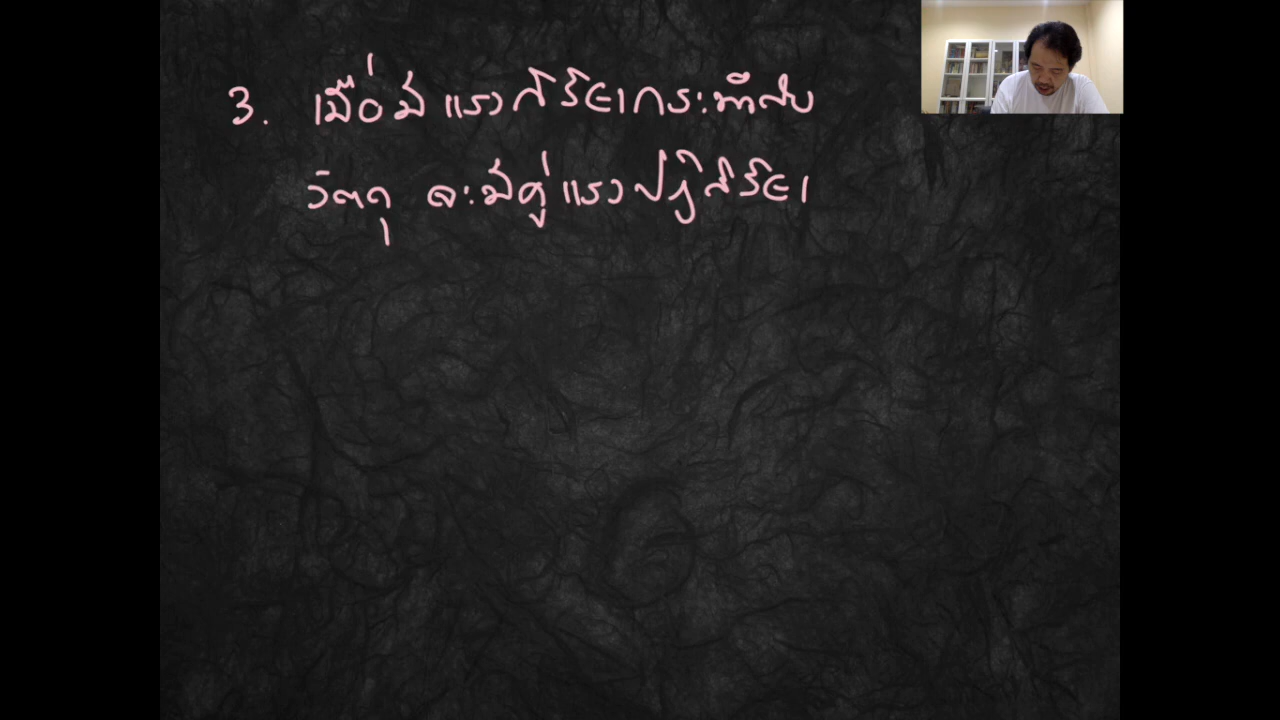 3. เมื่อมีแรงกิริยากระทำกับ
วัตถุ จะมีคู่แรงปฏิกิริยา